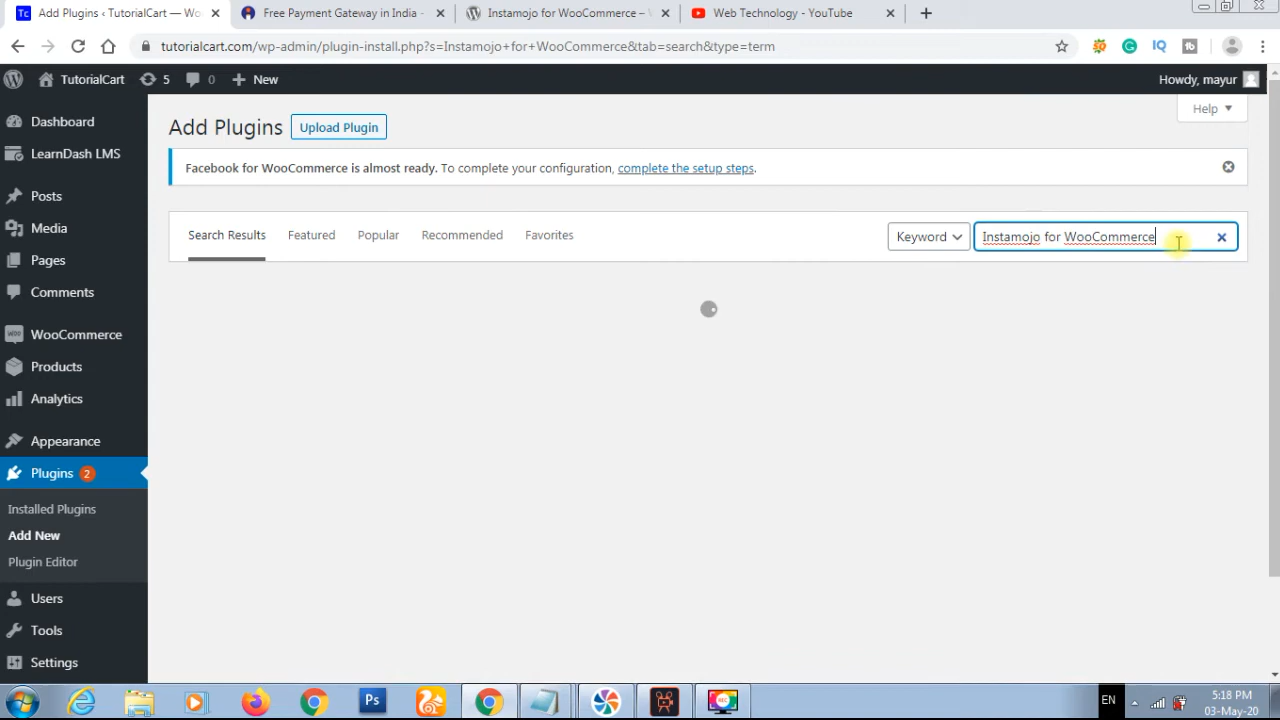 Add Plugins ‹ TutorialCart — Wo
Free Payment Gateway in India -
Instamojo for WooCommerce – W
Web Technology - YouTube
tutorialcart.com/wp-admin/plugin-install.php?s=Instamojo+for+WooCommerce&tab=search&type=term
TutorialCart
5
0
New
Howdy, mayur
Help
Dashboard
LearnDash LMS
Posts
Media
Pages
Comments
WooCommerce
Products
Analytics
Appearance
Plugins 2
Installed Plugins
Add New
Plugin Editor
Users
Tools
Settings
Add Plugins
Upload Plugin
Facebook for WooCommerce is almost ready. To complete your configuration, complete the setup steps.
Search Results
Featured
Popular
Recommended
Favorites
Keyword
Instamojo for WooCommerce
EN
5:18 PM
03-May-20